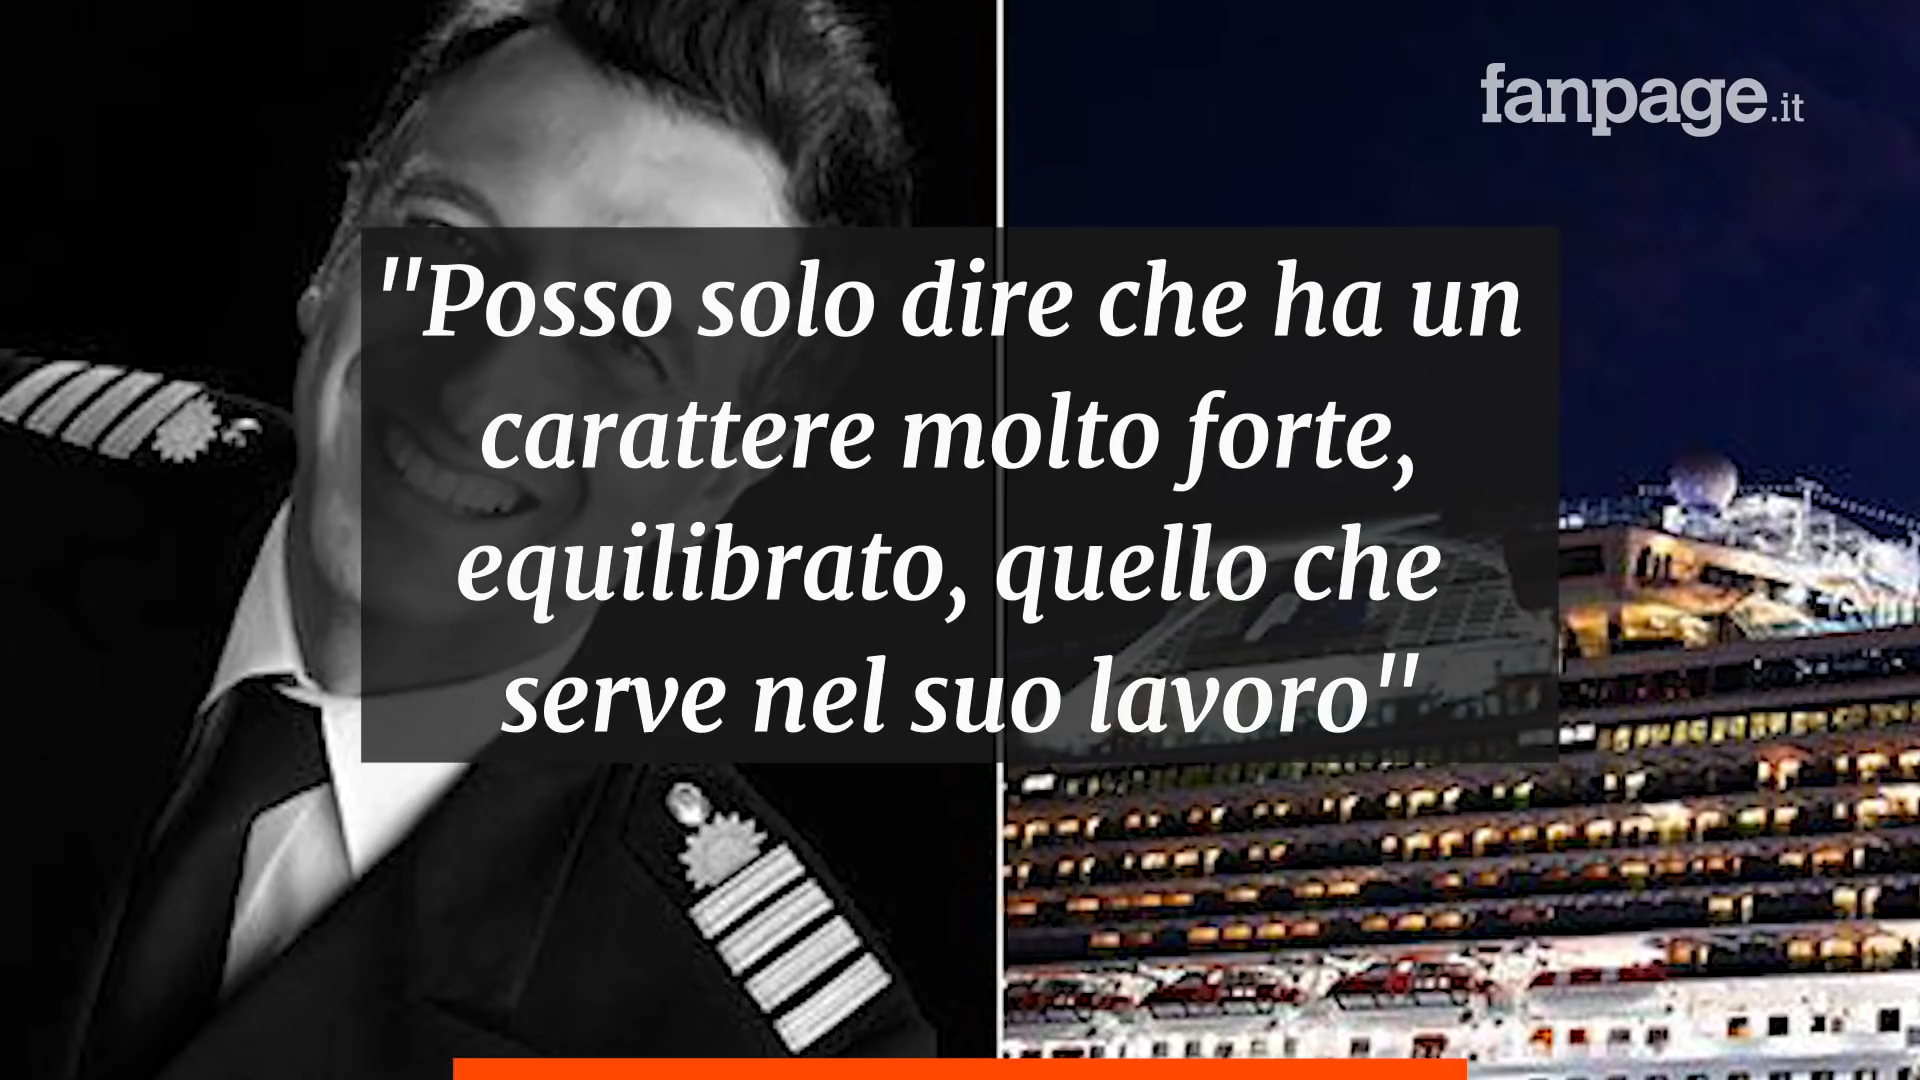 fanpage.it
"Posso solo dire che ha un
carattere molto forte,
equilibrato, quello che
serve nel suo lavoro"